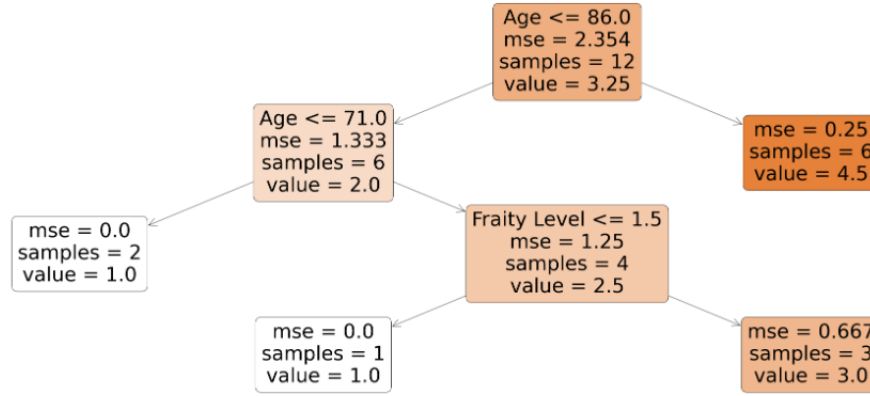 Age <= 86.0
mse = 2.354
samples = 12
value = 3.25
Age <= 71.0
mse = 1.333
samples = 6
value = 2.0
mse = 0.25
samples = 6
value = 4.5
mse = 0.0
samples = 2
value = 1.0
Fraity Level <= 1.5
mse = 1.25
samples = 4
value = 2.5
mse = 0.0
samples = 1
value = 1.0
mse = 0.667
samples = 3
value = 3.0